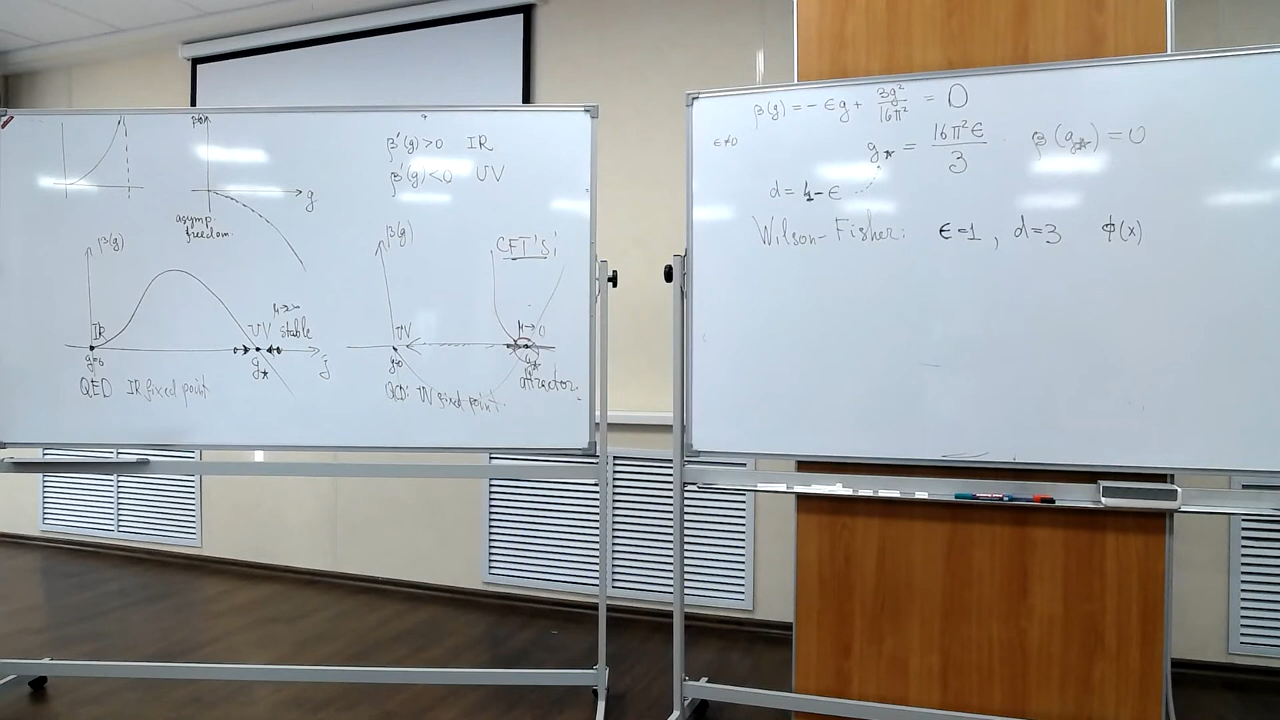 β(g)
g
asymp.
freedom.
β'(g)>0 IR
β'(g)<0 UV
β(g)
IR
UV stable
μ→∞
g=0
g*
QED IR fixed point
β(g)
CFT's!
UV
μ→0
g=0
g*
attractor.
QCD: UV fixed point.
β(g) = - ϵg + 3g²/16π² = 0
ϵ≠0
g* = 16π²ϵ/3 . β(g*)=0
d = 4-ϵ
Wilson-Fisher: ϵ=1, d=3 ϕ(x)